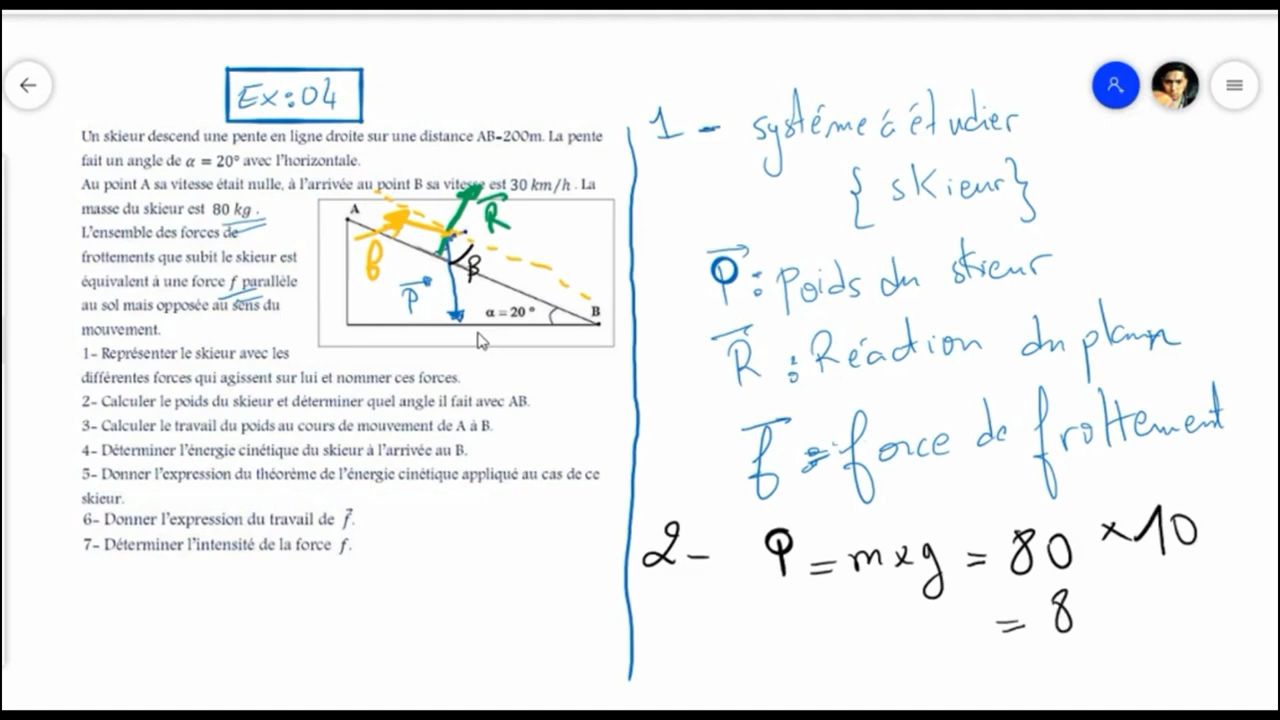 Ex:04
Un skieur descend une pente en ligne droite sur une distance AB=200m. La pente
fait un angle de α = 20° avec l'horizontale.
Au point A sa vitesse était nulle, à l'arrivée au point B sa vitesse est 30 km/h . La
masse du skieur est 80 kg .
L'ensemble des forces de
frottements que subit le skieur est
équivalent à une force f parallèle
au sol mais opposée au sens du
mouvement.
1- Représenter le skieur avec les
différentes forces qui agissent sur lui et nommer ces forces.
2- Calculer le poids du skieur et déterminer quel angle il fait avec AB.
3- Calculer le travail du poids au cours de mouvement de A à B.
4- Déterminer l'énergie cinétique du skieur à l'arrivée au B.
5- Donner l'expression du théorème de l'énergie cinétique appliqué au cas de ce
skieur.
6- Donner l'expression du travail de f⃗.
7- Déterminer l'intensité de la force f.
A
R⃗
β
P⃗
α = 20 °
B
1 - systéme à étudier
{ skieur}
P⃗ : Poids du skieur
R⃗ : Réaction du plan
f : force de frottement
2- P = m x g = 80 x 10
= 8